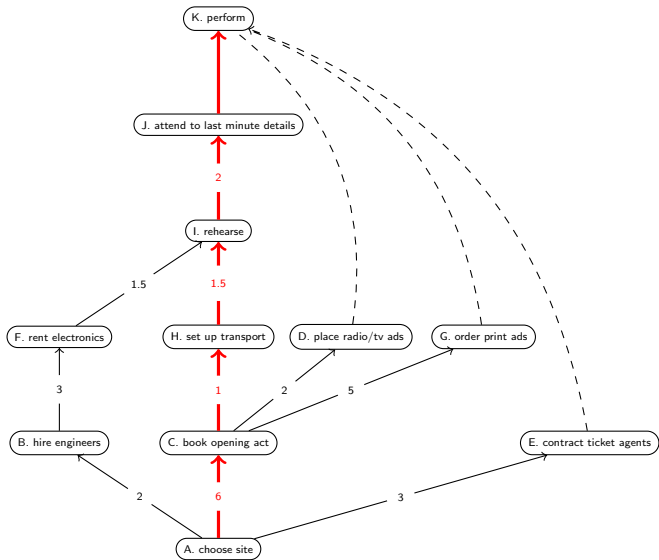 K. perform
J. attend to last minute details
2
I. rehearse
1.5
1.5
F. rent electronics
H. set up transport
D. place radio/tv ads
G. order print ads
3
1
2
5
B. hire engineers
C. book opening act
E. contract ticket agents
2
6
3
A. choose site